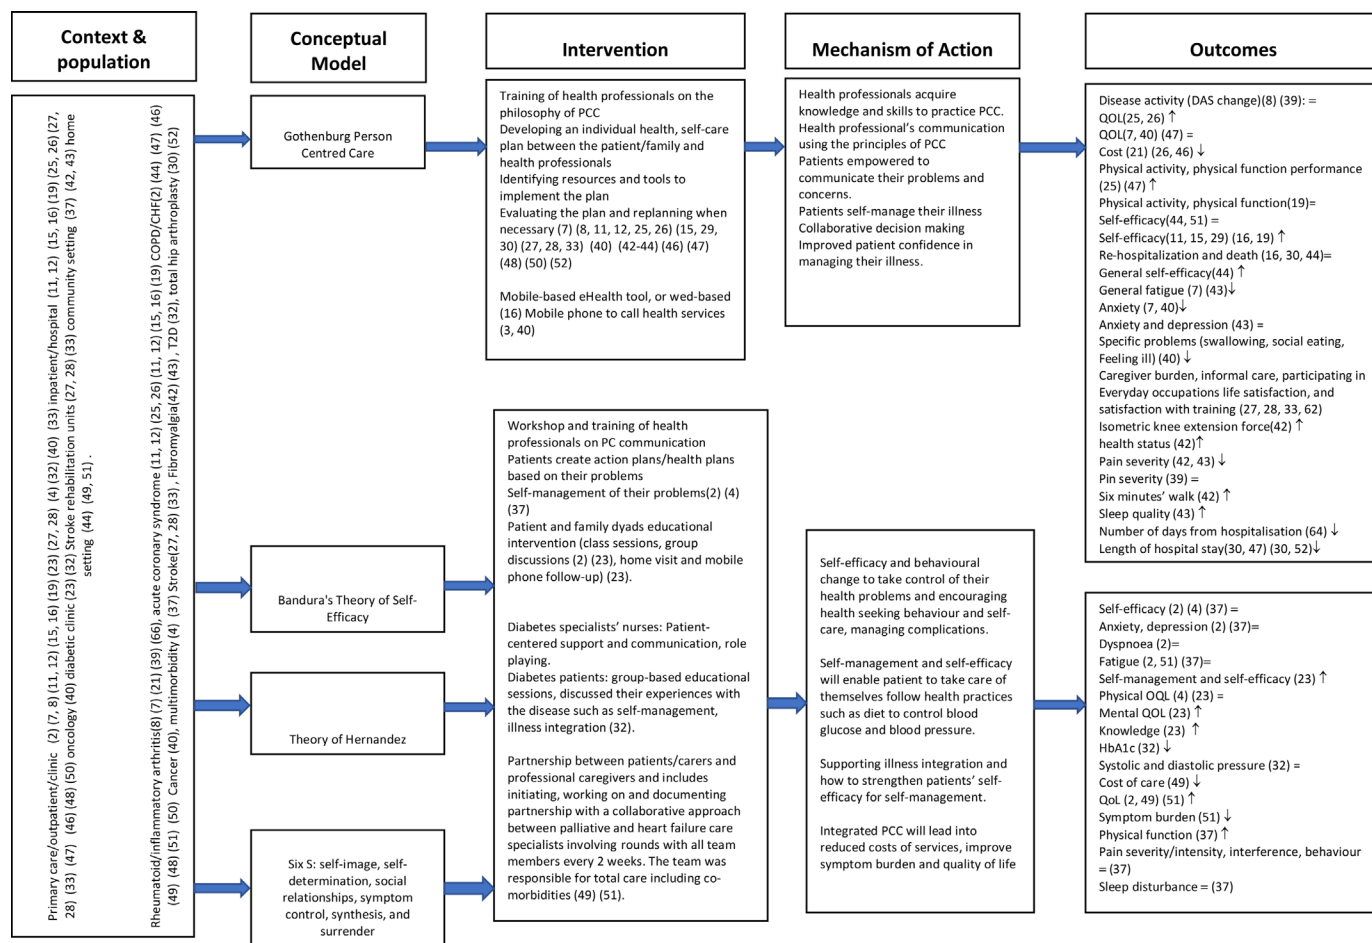 Context &
population
Conceptual
Model
Intervention
Mechanism of Action
Outcomes
Primary care/outpatient/clinic (2) (7, 8) (11, 12) (15, 16) (19) (23) (27, 28) (4) (32) (40) (33) inpatient/hospital (11, 12) (15, 16) (19) (25, 26)(27,
28) (33) (47) (46) (48) (50) oncology (40) diabetic clinic (23) (32) Stroke rehabilitation units (27, 28) (33) community setting (37) (42, 43) home
setting (44) (49, 51) .
Rheumatoid/inflammatory arthritis(8) (7) (21) (39) (66), acute coronary syndrome (11, 12) (25, 26) (11, 12) (15, 16) (19) COPD/CHF(2) (44) (47) (46)
(49) (48) (51) (50) Cancer (40), multimorbidity (4) (37) Stroke(27, 28) (33) , Fibromyalgia(42) (43) , T2D (32), total hip arthroplasty (30) (52)
Gothenburg Person
Centred Care
Training of health professionals on the
philosophy of PCC
Developing an individual health, self-care
plan between the patient/family and
health professionals
Identifying resources and tools to
implement the plan
Evaluating the plan and replanning when
necessary (7) (8, 11, 12, 25, 26) (15, 29,
30) (27, 28, 33) (40) (42-44) (46) (47)
(48) (50) (52)
Mobile-based eHealth tool, or wed-based
(16) Mobile phone to call health services
(3, 40)
Health professionals acquire
knowledge and skills to practice PCC.
Health professional's communication
using the principles of PCC
Patients empowered to
communicate their problems and
concerns.
Patients self-manage their illness
Collaborative decision making
Improved patient confidence in
managing their illness.
Disease activity (DAS change)(8) (39): =
QOL(25, 26) ↑
QOL(7, 40) (47) =
Cost (21) (26, 46) ↓
Physical activity, physical function performance
(25) (47) ↑
Physical activity, physical function(19)=
Self-efficacy(44, 51) =
Self-efficacy(11, 15, 29) (16, 19) ↑
Re-hospitalization and death (16, 30, 44)=
General self-efficacy(44) ↑
General fatigue (7) (43)↓
Anxiety (7, 40)↓
Anxiety and depression (43) =
Specific problems (swallowing, social eating,
Feeling ill) (40) ↓
Caregiver burden, informal care, participating in
Everyday occupations life satisfaction, and
satisfaction with training (27, 28, 33, 62)
Isometric knee extension force(42) ↑
health status (42)↑
Pain severity (42, 43) ↓
Pin severity (39) =
Six minutes' walk (42) ↑
Sleep quality (43) ↑
Number of days from hospitalisation (64) ↓
Length of hospital stay(30, 47) (30, 52)↓
Bandura's Theory of Self-
Efficacy
Theory of Hernandez
Six S: self-image, self-
determination, social
relationships, symptom
control, synthesis, and
surrender
Workshop and training of health
professionals on PC communication
Patients create action plans/health plans
based on their problems
Self-management of their problems(2) (4)
(37)
Patient and family dyads educational
intervention (class sessions, group
discussions (2) (23), home visit and mobile
phone follow-up) (23).
Diabetes specialists' nurses: Patient-
centered support and communication, role
playing.
Diabetes patients: group-based educational
sessions, discussed their experiences with
the disease such as self-management,
illness integration (32).
Partnership between patients/carers and
professional caregivers and includes
initiating, working on and documenting
partnership with a collaborative approach
between palliative and heart failure care
specialists involving rounds with all team
members every 2 weeks. The team was
responsible for total care including co-
morbidities (49) (51).
Self-efficacy and behavioural
change to take control of their
health problems and encouraging
health seeking behaviour and self-
care, managing complications.
Self-management and self-efficacy
will enable patient to take care of
themselves follow health practices
such as diet to control blood
glucose and blood pressure.
Supporting illness integration and
how to strengthen patients' self-
efficacy for self-management.
Integrated PCC will lead into
reduced costs of services, improve
symptom burden and quality of life
Self-efficacy (2) (4) (37) =
Anxiety, depression (2) (37)=
Dyspnoea (2)=
Fatigue (2, 51) (37)=
Self-management and self-efficacy (23) ↑
Physical OQL (4) (23) =
Mental QOL (23) ↑
Knowledge (23) ↑
HbA1c (32) ↓
Systolic and diastolic pressure (32) =
Cost of care (49) ↓
QoL (2, 49) (51) ↑
Symptom burden (51) ↓
Physical function (37) ↑
Pain severity/intensity, interference, behaviour
= (37)
Sleep disturbance = (37)